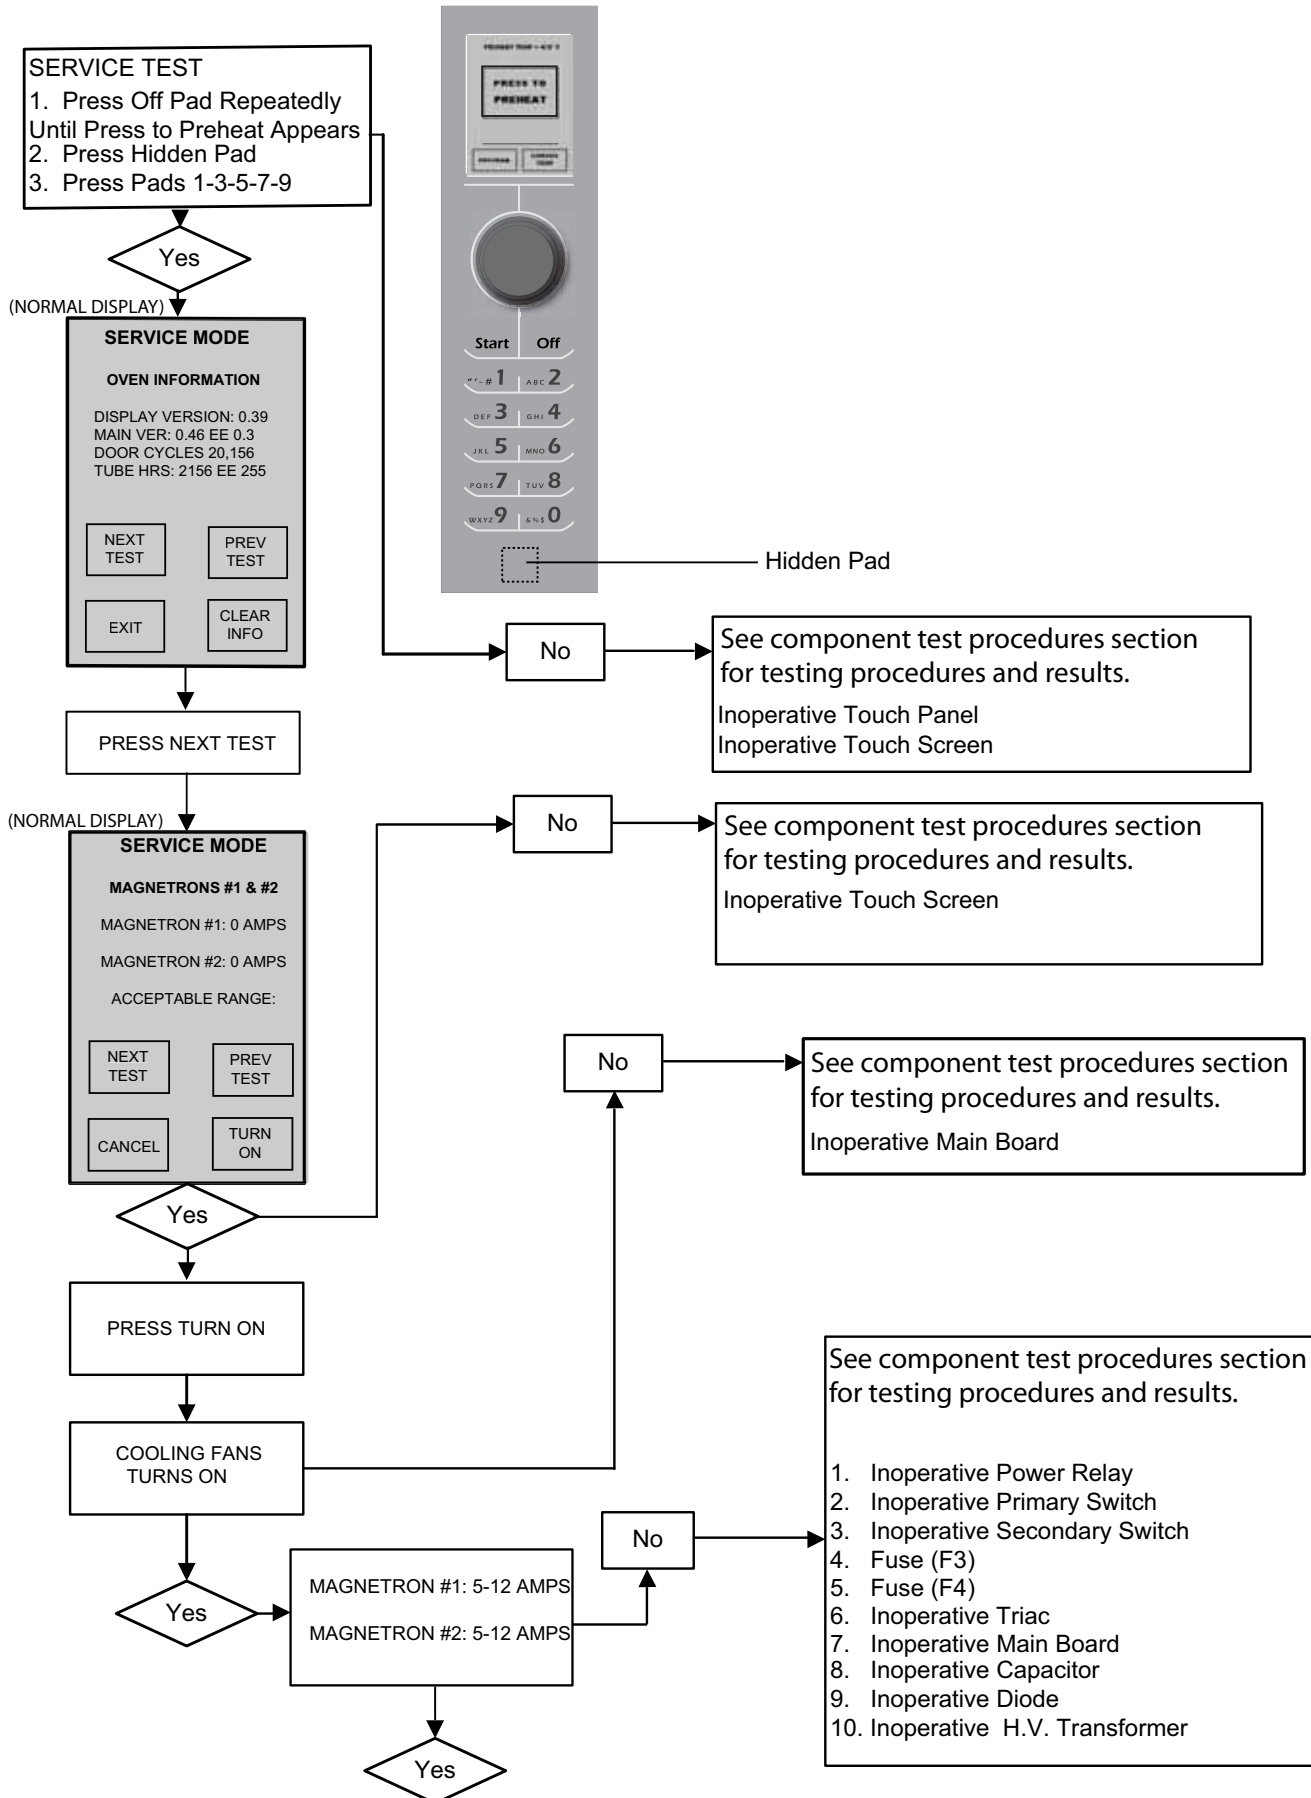 SERVICE TEST
1. Press Off Pad Repeatedly
Until Press to Preheat Appears
2. Press Hidden Pad
3. Press Pads 1-3-5-7-9
Yes
(NORMAL DISPLAY)
SERVICE MODE
OVEN INFORMATION
DISPLAY VERSION: 0.39
MAIN VER: 0.46 EE 0.3
DOOR CYCLES 20,156
TUBE HRS: 2156 EE 255
NEXT
TEST
PREV
TEST
EXIT
CLEAR
INFO
PRESS TO
PREHEAT
Start
Off
"'-# 1
ABC 2
DEF 3
GHI 4
JKL 5
MNO 6
PQRS 7
TUV 8
WXYZ 9
&%$ 0
Hidden Pad
No
See component test procedures section
for testing procedures and results.
Inoperative Touch Panel
Inoperative Touch Screen
PRESS NEXT TEST
(NORMAL DISPLAY)
SERVICE MODE
MAGNETRONS #1 & #2
MAGNETRON #1: 0 AMPS
MAGNETRON #2: 0 AMPS
ACCEPTABLE RANGE:
NEXT
TEST
PREV
TEST
CANCEL
TURN
ON
No
See component test procedures section
for testing procedures and results.
Inoperative Touch Screen
Yes
PRESS TURN ON
COOLING FANS
TURNS ON
No
See component test procedures section
for testing procedures and results.
Inoperative Main Board
Yes
MAGNETRON #1: 5-12 AMPS
MAGNETRON #2: 5-12 AMPS
No
See component test procedures section
for testing procedures and results.
1. Inoperative Power Relay
2. Inoperative Primary Switch
3. Inoperative Secondary Switch
4. Fuse (F3)
5. Fuse (F4)
6. Inoperative Triac
7. Inoperative Main Board
8. Inoperative Capacitor
9. Inoperative Diode
10. Inoperative H.V. Transformer
Yes